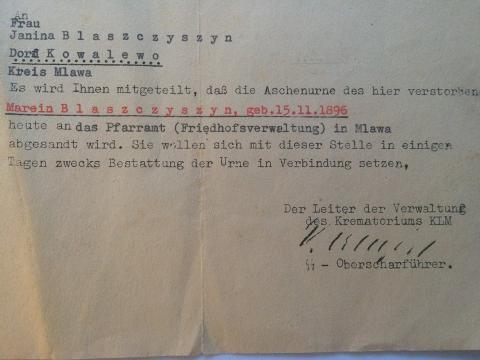 An
Frau
Janina B l a s z c z y s z y n
Dorf K o w a l e w o
Kreis Mlawa
Es wird Ihnen mitgeteilt, daß die Aschenurne des hier verstorben
Marein B l a s z c z y s z y n, geb.15.11.1896
heute an das Pfarramt (Friedhofsverwaltung) in Mlawa
abgesandt wird. Sie wollen sich mit dieser Stelle in einigen
Tagen zwecks Bestattung der Urne in Verbindung setzen,
Der Leiter der Verwaltung
des Krematoriums KLM
ᛋᛋ - Oberscharführer.